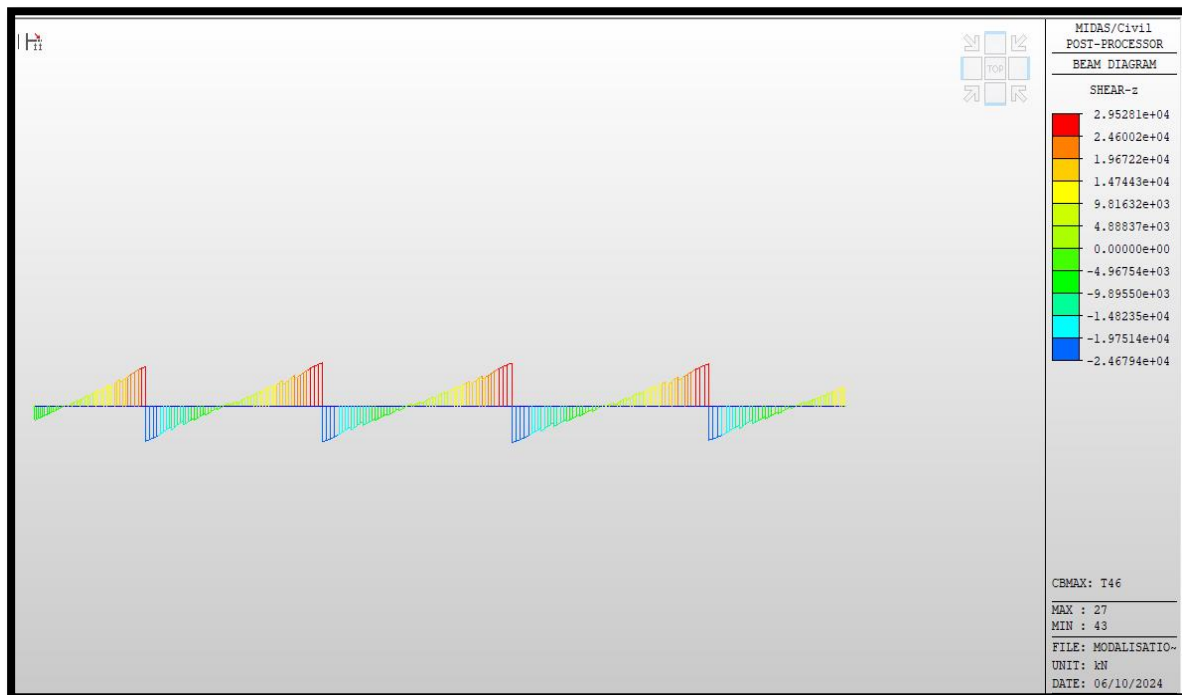 TOP
MIDAS/Civil
POST-PROCESSOR
BEAM DIAGRAM
SHEAR-z
2.95281e+04
2.46002e+04
1.96722e+04
1.47443e+04
9.81632e+03
4.88837e+03
0.00000e+00
-4.96754e+03
-9.89550e+03
-1.48235e+04
-1.97514e+04
-2.46794e+04
CBMAX: T46
MAX : 27
MIN : 43
FILE: MODALISATIO~
UNIT: kN
DATE: 06/10/2024